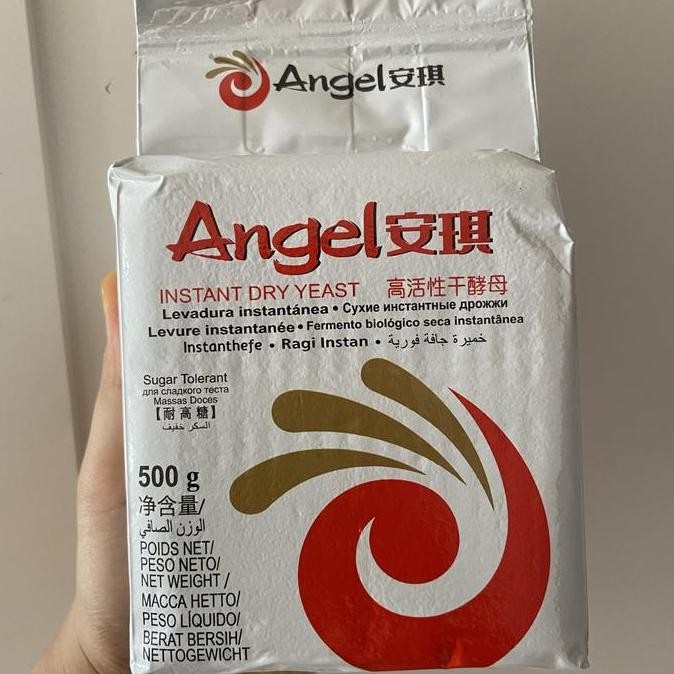 Angel安琪
Angel安琪
INSTANT DRY YEAST 高活性干酵母
Levadura instantánea • Сухие инстантные дрожжи
Levure instantanée • Fermento biológico seca instantânea
Instanthefe • Ragi Instan • خميرة جافة فورية
Sugar Tolerant
для сладкого теста
Massas Doces
【耐高糖】
السكر خفيف
500 g
净含量/
الوزن الصافي/
POIDS NET/
PESO NETO/
NET WEIGHT /
МАССА НЕТТО/
PESO LÍQUIDO/
BERAT BERSIH/
NETTOGEWICHT